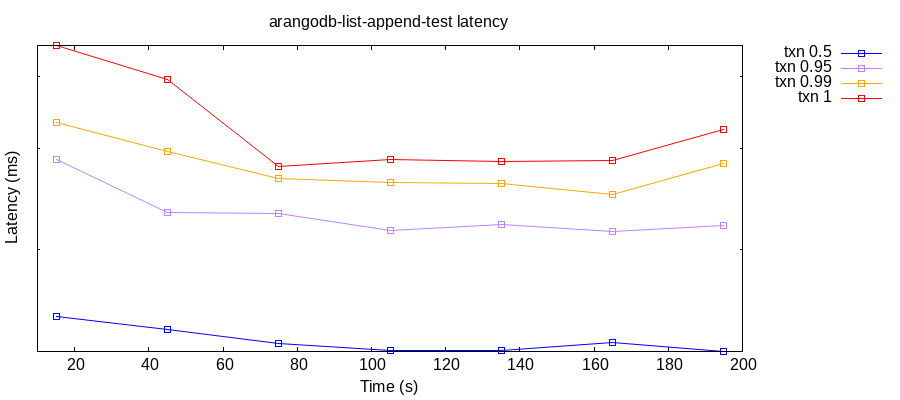 arangodb-list-append-test latency
txn 0.5
txn 0.95
txn 0.99
txn 1
Latency (ms)
20 40 60 80 100 120 140 160 180 200
Time (s)